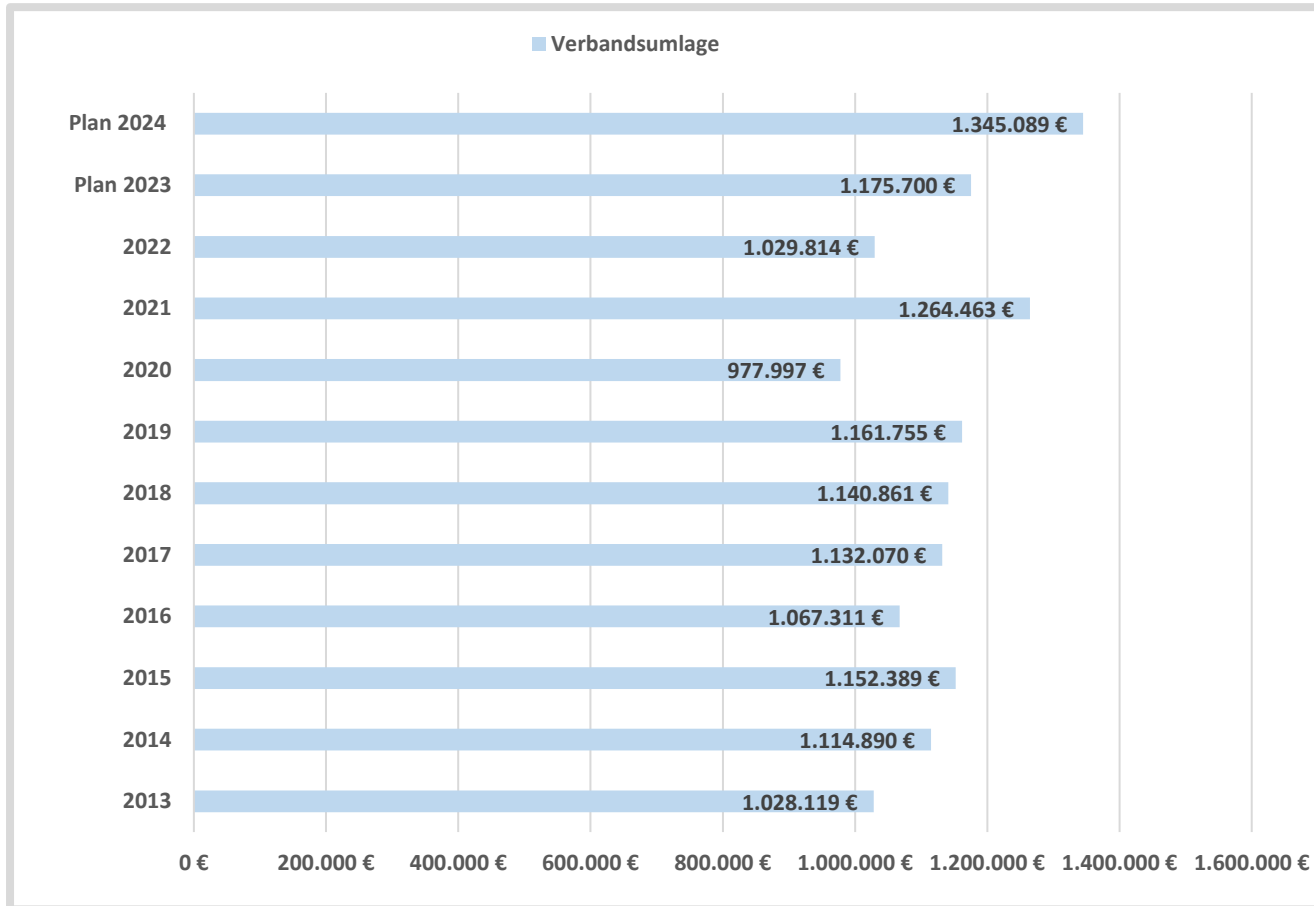 Verbandsumlage
Plan 2024 1.345.089 €
Plan 2023 1.175.700 €
2022 1.029.814 €
2021 1.264.463 €
2020 977.997 €
2019 1.161.755 €
2018 1.140.861 €
2017 1.132.070 €
2016 1.067.311 €
2015 1.152.389 €
2014 1.114.890 €
2013 1.028.119 €
0 € 200.000 € 400.000 € 600.000 € 800.000 € 1.000.000 € 1.200.000 € 1.400.000 € 1.600.000 €